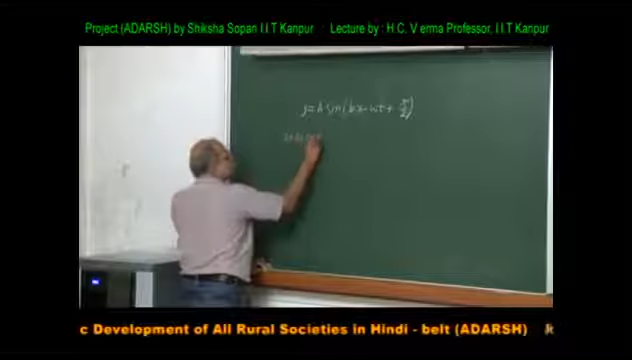 Project (ADARSH) by Shiksha Sopan I I T Kanpur Lecture by : H.C. V erma Professor, I.I.T Kanpur
y = A sin (kx - ωt + π/2)
c Development of All Rural Societies in Hindi - belt (ADARSH)